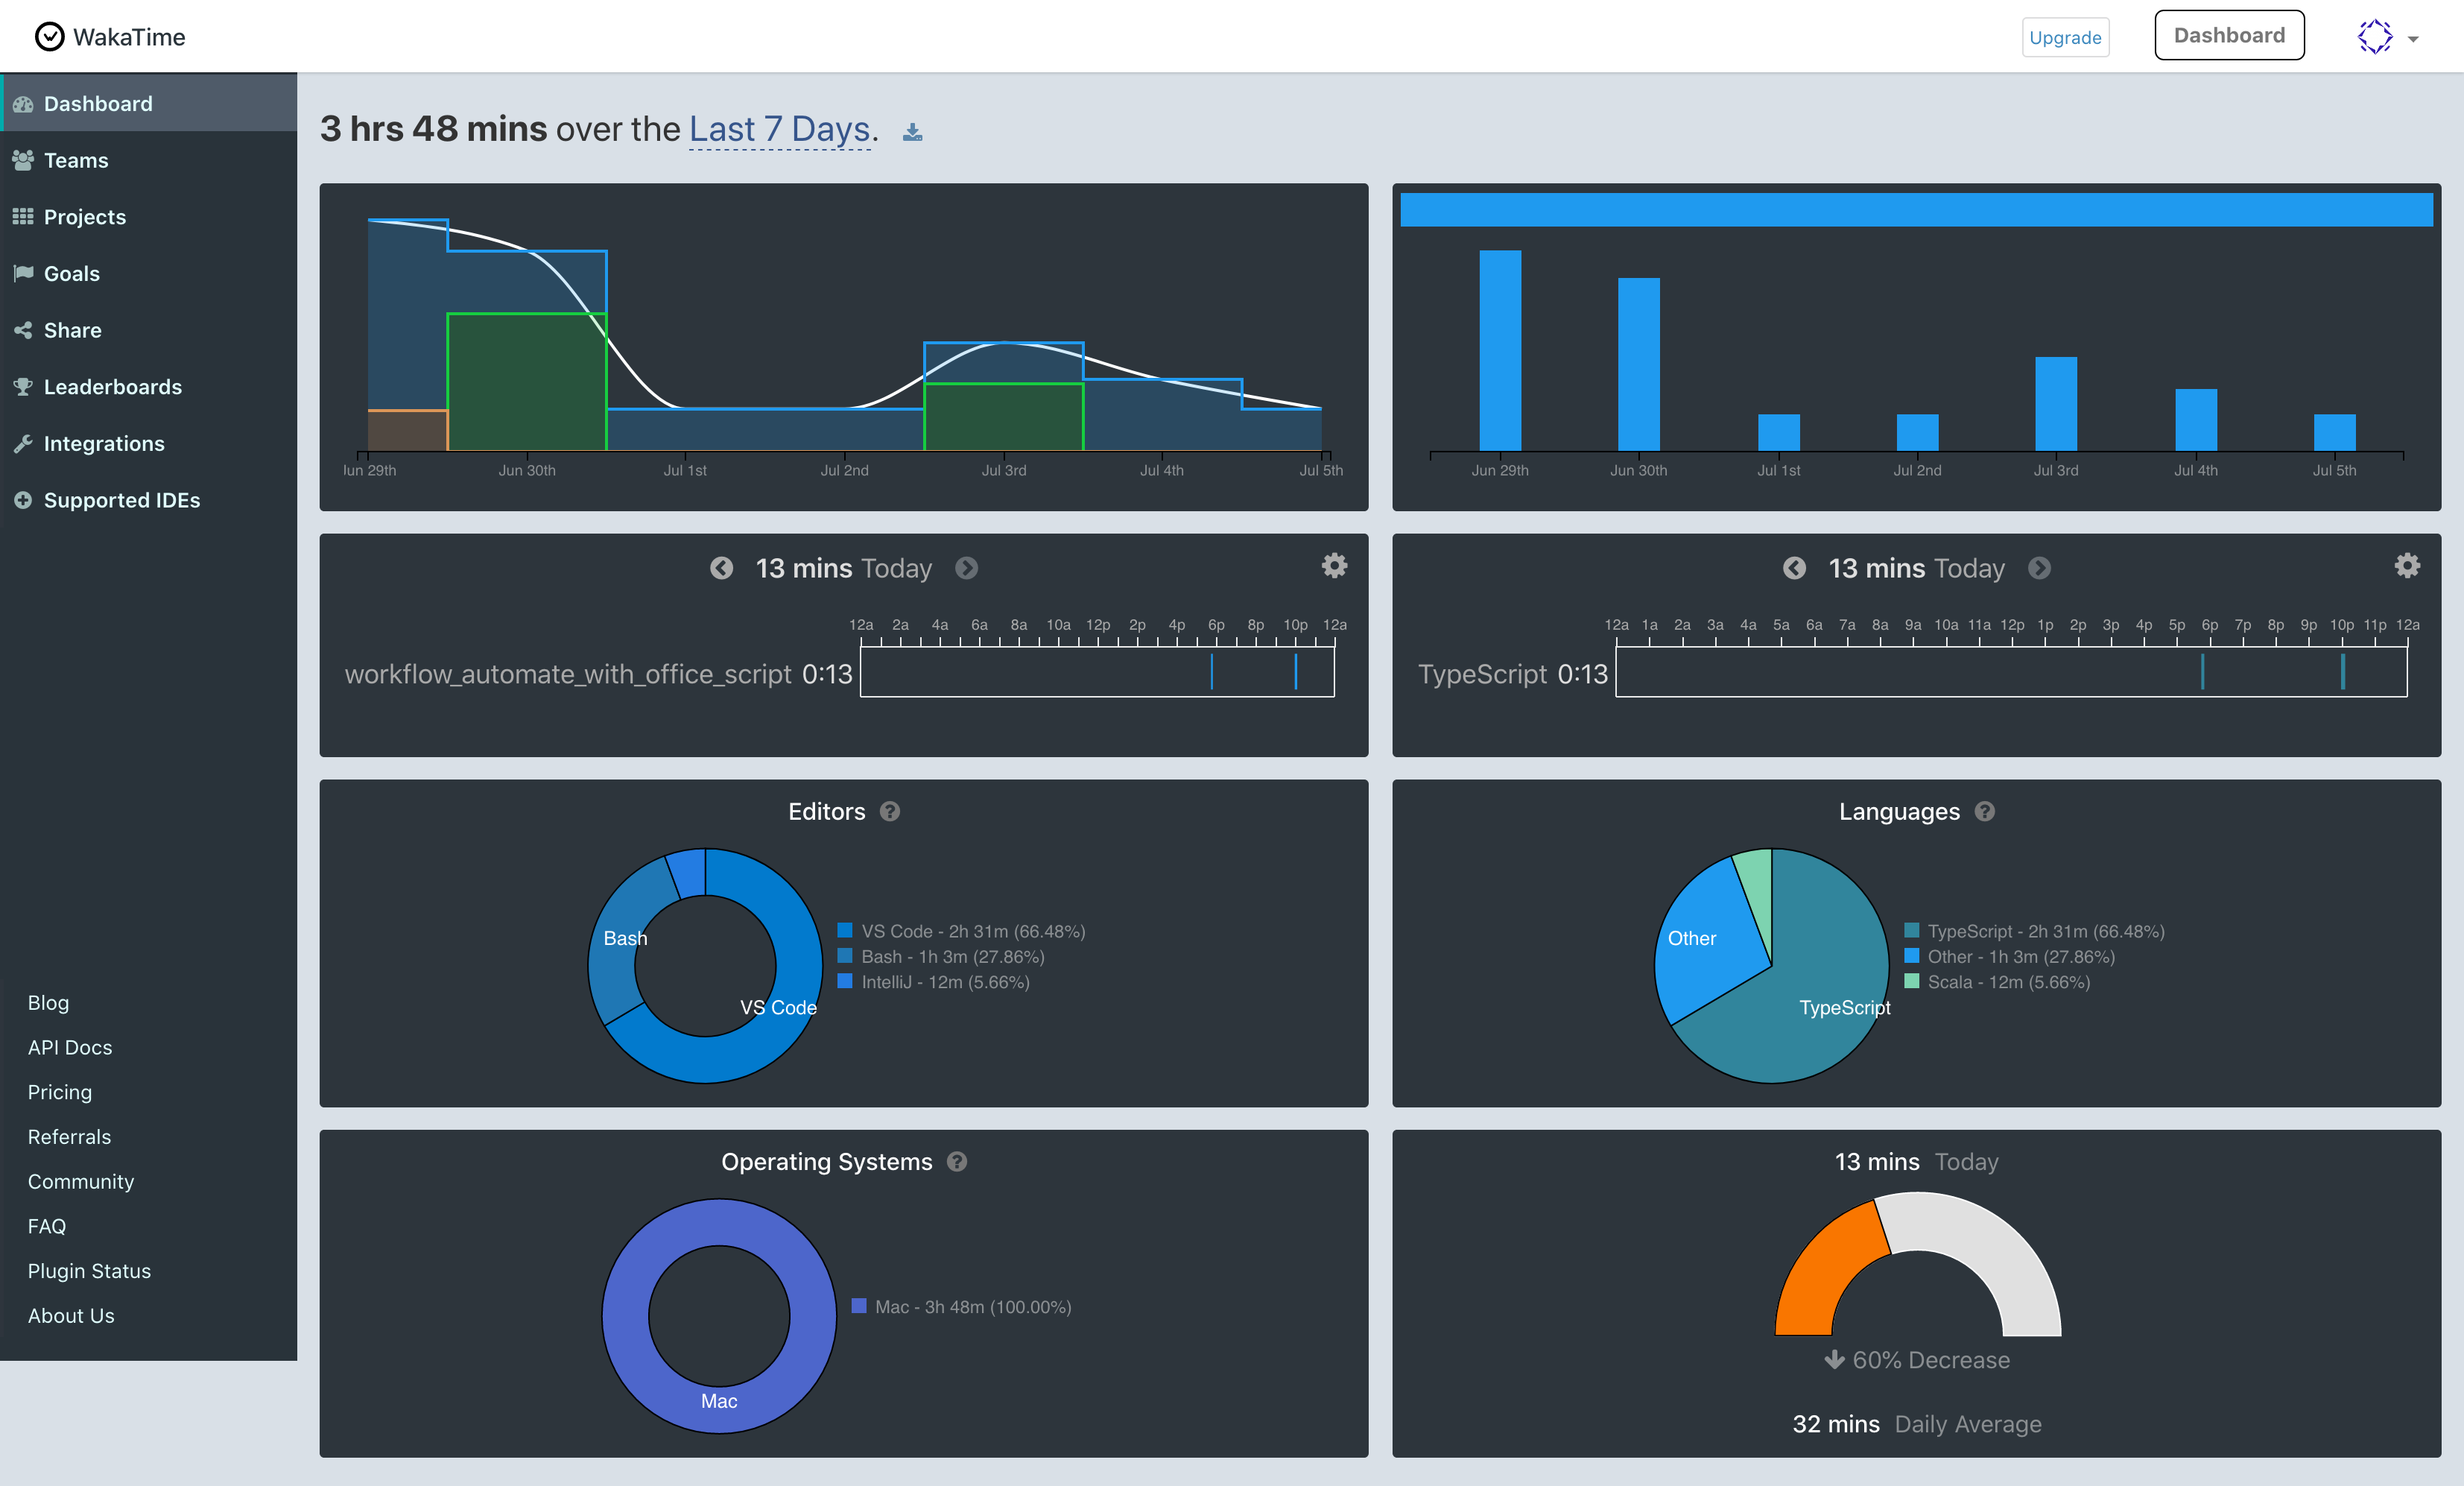 WakaTime
Upgrade
Dashboard
Dashboard
Teams
Projects
Goals
Share
Leaderboards
Integrations
Supported IDEs
Blog
API Docs
Pricing
Referrals
Community
FAQ
Plugin Status
About Us
3 hrs 48 mins over the Last 7 Days.
Jun 29th Jun 30th Jul 1st Jul 2nd Jul 3rd Jul 4th Jul 5th
Jun 29th Jun 30th Jul 1st Jul 2nd Jul 3rd Jul 4th Jul 5th
13 mins Today
12a 2a 4a 6a 8a 10a 12p 2p 4p 6p 8p 10p 12a
workflow_automate_with_office_script 0:13
13 mins Today
12a 1a 2a 3a 4a 5a 6a 7a 8a 9a 10a 11a 12p 1p 2p 3p 4p 5p 6p 7p 8p 9p 10p 11p 12a
TypeScript 0:13
Editors ?
Bash
VS Code
VS Code - 2h 31m (66.48%)
Bash - 1h 3m (27.86%)
IntelliJ - 12m (5.66%)
Languages ?
Other
TypeScript
TypeScript - 2h 31m (66.48%)
Other - 1h 3m (27.86%)
Scala - 12m (5.66%)
Operating Systems ?
Mac
Mac - 3h 48m (100.00%)
13 mins Today
60% Decrease
32 mins Daily Average